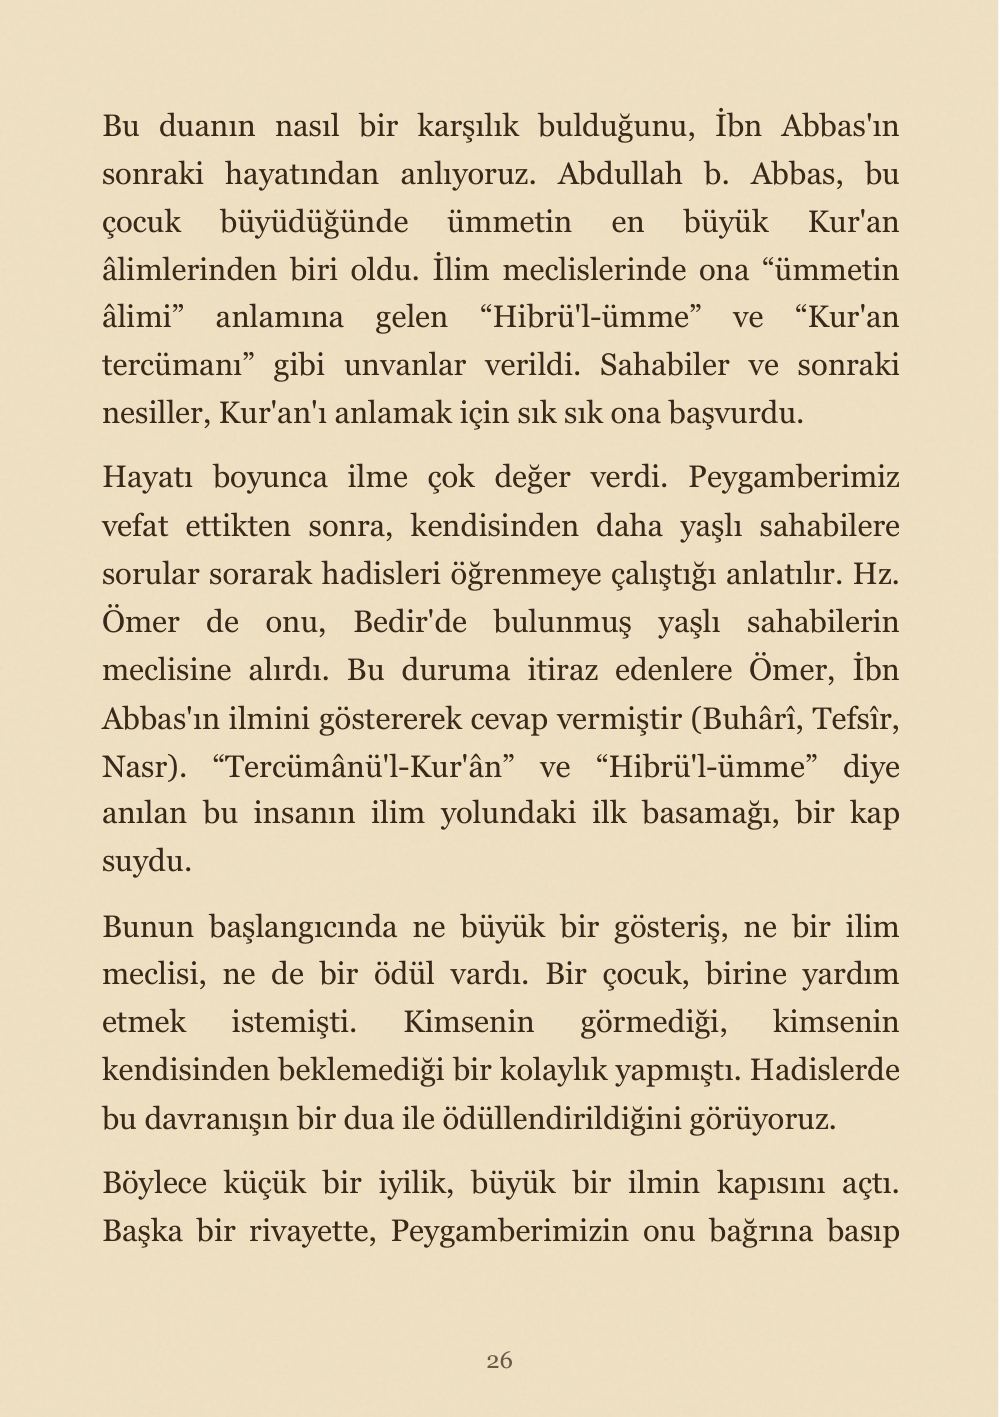 Bu duanın nasıl bir karşılık bulduğunu, İbn Abbas'ın
sonraki hayatından anlıyoruz. Abdullah b. Abbas, bu
çocuk büyüdüğünde ümmetin en büyük Kur'an
âlimlerinden biri oldu. İlim meclislerinde ona “ümmetin
âlimi” anlamına gelen “Hibrü'l-ümme” ve “Kur'an
tercümanı” gibi unvanlar verildi. Sahabiler ve sonraki
nesiller, Kur'an'ı anlamak için sık sık ona başvurdu.
Hayatı boyunca ilme çok değer verdi. Peygamberimiz
vefat ettikten sonra, kendisinden daha yaşlı sahabilere
sorular sorarak hadisleri öğrenmeye çalıştığı anlatılır. Hz.
Ömer de onu, Bedir'de bulunmuş yaşlı sahabilerin
meclisine alırdı. Bu duruma itiraz edenlere Ömer, İbn
Abbas'ın ilmini göstererek cevap vermiştir (Buhârî, Tefsîr,
Nasr). “Tercümânü'l-Kur'ân” ve “Hibrü'l-ümme” diye
anılan bu insanın ilim yolundaki ilk basamağı, bir kap
suydu.
Bunun başlangıcında ne büyük bir gösteriş, ne bir ilim
meclisi, ne de bir ödül vardı. Bir çocuk, birine yardım
etmek istemişti. Kimsenin görmediği, kimsenin
kendisinden beklemediği bir kolaylık yapmıştı. Hadislerde
bu davranışın bir dua ile ödüllendirildiğini görüyoruz.
Böylece küçük bir iyilik, büyük bir ilmin kapısını açtı.
Başka bir rivayette, Peygamberimizin onu bağrına basıp
26